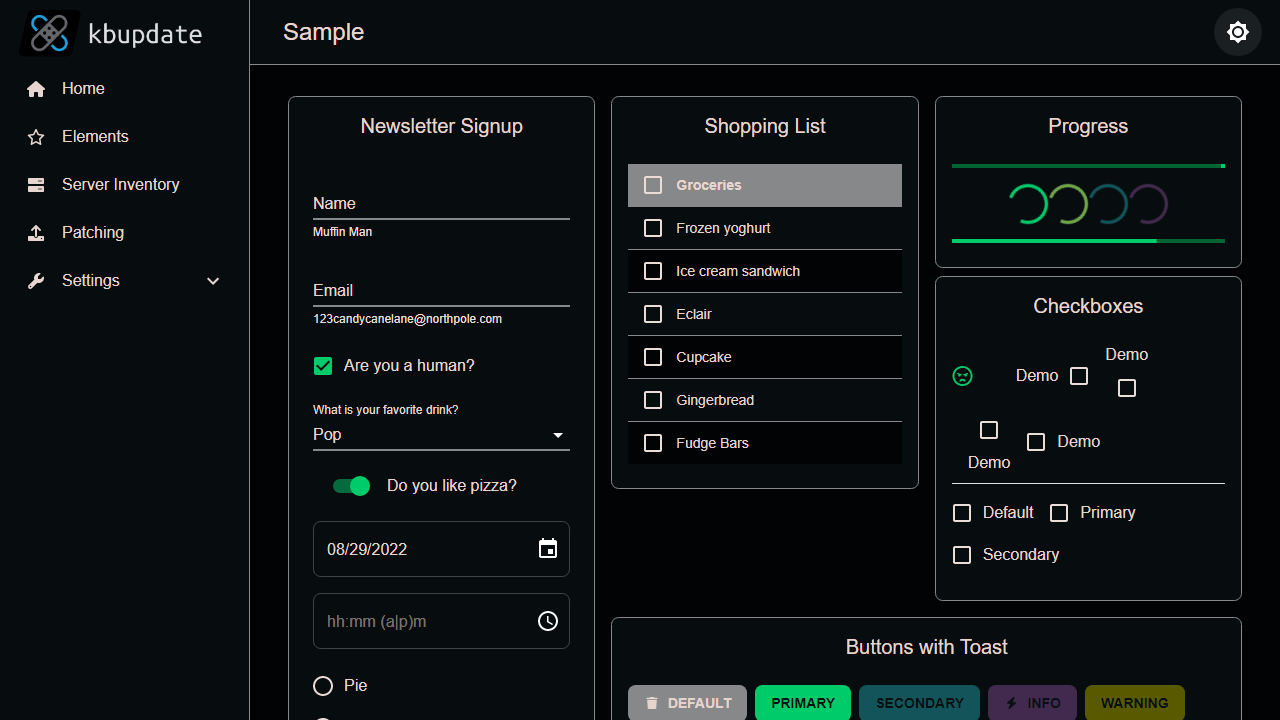 kbupdate
Home
Elements
Server Inventory
Patching
Settings
Sample
Newsletter Signup
Name
Muffin Man
Email
123candycanelane@northpole.com
Are you a human?
What is your favorite drink?
Pop
Do you like pizza?
08/29/2022
hh:mm (a|p)m
Pie
Shopping List
Groceries
Frozen yoghurt
Ice cream sandwich
Eclair
Cupcake
Gingerbread
Fudge Bars
Progress
Checkboxes
Demo
Demo
Demo
Demo
Default
Primary
Secondary
Buttons with Toast
DEFAULT
PRIMARY
SECONDARY
INFO
WARNING